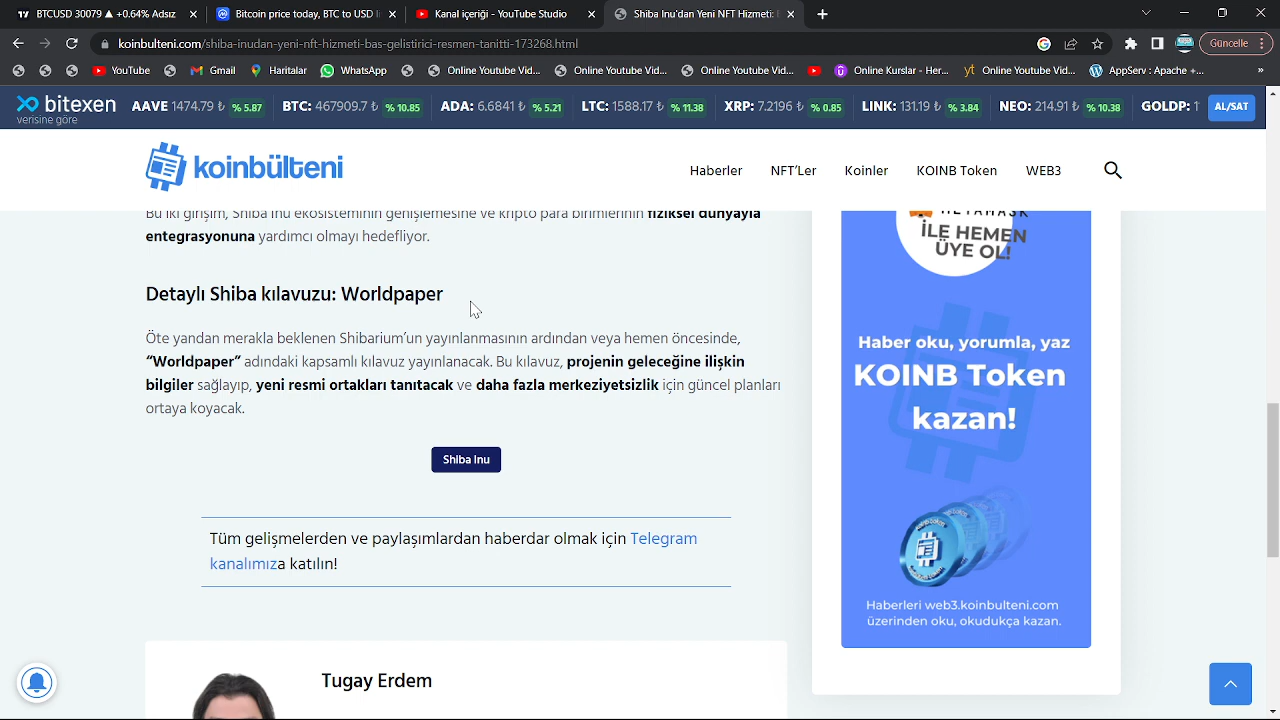 BTCUSD 30079 ▲ +0.64% Adsız
Bitcoin price today, BTC to USD li
Kanal içeriği - YouTube Studio
Shiba Inu'dan Yeni NFT Hizmeti:
koinbulteni.com/shiba-inudan-yeni-nft-hizmeti-bas-gelistirici-resmen-tanitti-173268.html
Güncelle
YouTube
Gmail
Haritalar
WhatsApp
Online Youtube Vid...
Online Youtube Vid...
Online Youtube Vid...
Online Kurslar - Her...
Online Youtube Vid...
AppServ : Apache +...
»
bitexen
verisine göre
AAVE 1474.79 ₺ % 5.87
BTC: 467909.7 ₺ % 10.85
ADA: 6.6841 ₺ % 5.21
LTC: 1588.17 ₺ % 11.38
XRP: 7.2196 ₺ % 0.85
LINK: 131.19 ₺ % 3.84
NEO: 214.91 ₺ % 10.38
GOLDP:
AL/SAT
koinbülteni
Haberler
NFT'Ler
Koinler
KOINB Token
WEB3
Bu iki girişim, Shiba Inu ekosisteminin genişlemesine ve kripto para birimlerinin fiziksel dünyayla
entegrasyonuna yardımcı olmayı hedefliyor.
Detaylı Shiba kılavuzu: Worldpaper
Öte yandan merakla beklenen Shibarium'un yayınlanmasının ardından veya hemen öncesinde,
“Worldpaper” adındaki kapsamlı kılavuz yayınlanacak. Bu kılavuz, projenin geleceğine ilişkin
bilgiler sağlayıp, yeni resmi ortakları tanıtacak ve daha fazla merkeziyetsizlik için güncel planları
ortaya koyacak.
Shiba Inu
Tüm gelişmelerden ve paylaşımlardan haberdar olmak için Telegram
kanalımıza katılın!
Tugay Erdem
METAMASK
İLE HEMEN
ÜYE OL!
Haber oku, yorumla, yaz
KOINB Token
kazan!
Haberleri web3.koinbulteni.com
üzerinden oku, okudukça kazan.